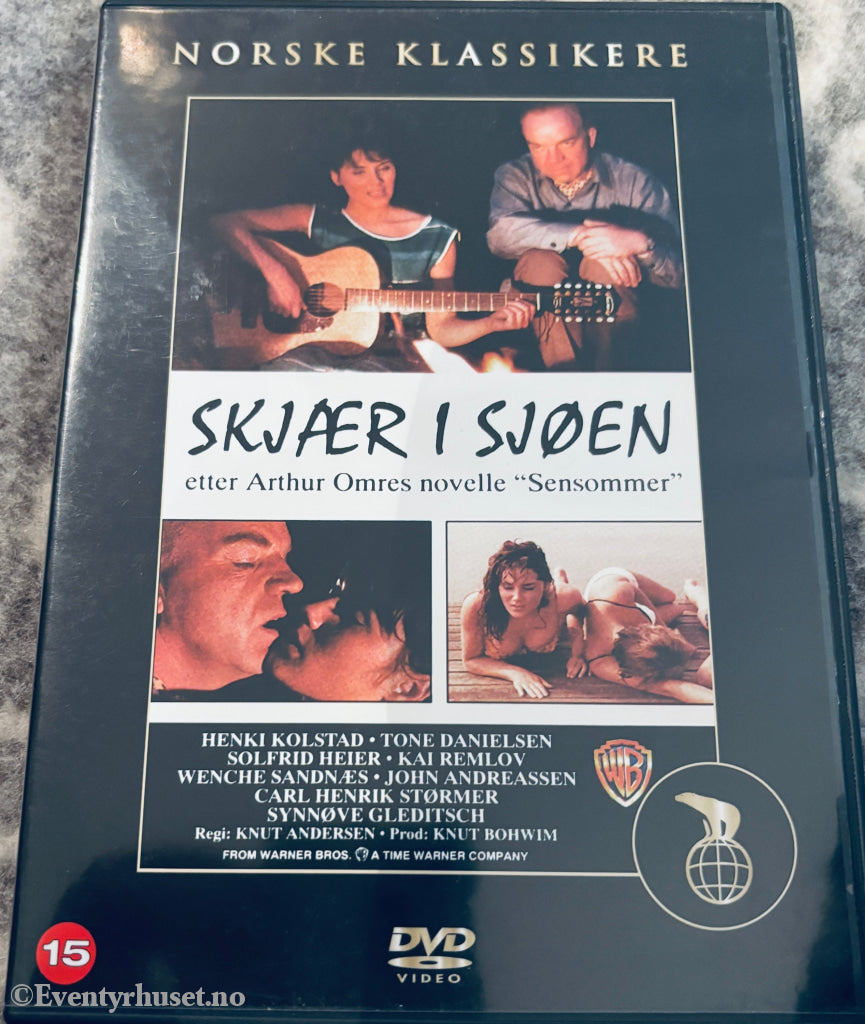 NORSKE KLASSIKERE
SKJÆR I SJØEN
etter Arthur Omres novelle “Sensommer”
HENKI KOLSTAD • TONE DANIELSEN
SOLFRID HEIER • KAI REMLOV
WENCHE SANDNÆS • JOHN ANDREASSEN
CARL HENRIK STØRMER
SYNNØVE GLEDITSCH
Regi: KNUT ANDERSEN • Prod: KNUT BOHWIM
FROM WARNER BROS. A TIME WARNER COMPANY
WB
15
DVD
VIDEO
©Eventyrhuset.no